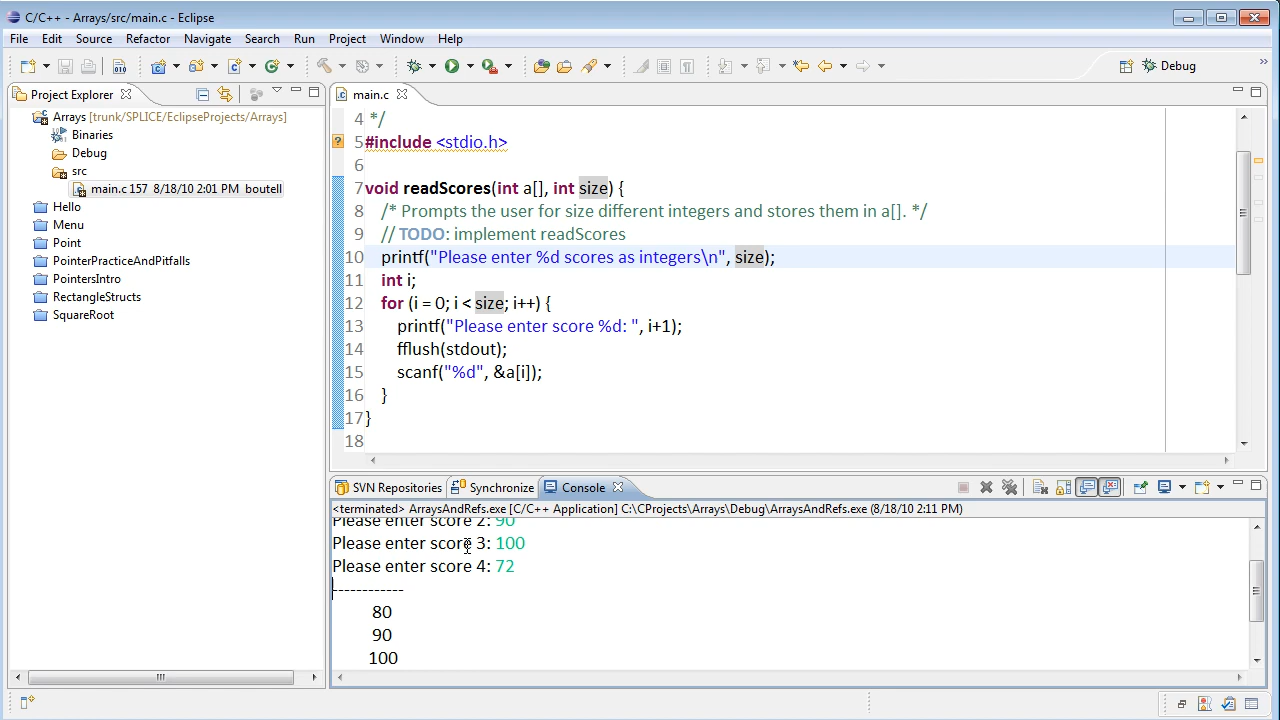 C/C++ - Arrays/src/main.c - Eclipse
File Edit Source Refactor Navigate Search Run Project Window Help
Debug
Project Explorer
main.c
Arrays [trunk/SPLICE/EclipseProjects/Arrays]
Binaries
Debug
src
main.c 157 8/18/10 2:01 PM boutell
Hello
Menu
Point
PointerPracticeAndPitfalls
PointersIntro
RectangleStructs
SquareRoot
4 */
5 #include <stdio.h>
6
7 void readScores(int a[], int size) {
8 /* Prompts the user for size different integers and stores them in a[]. */
9 // TODO: implement readScores
10 printf("Please enter %d scores as integers\n", size);
11 int i;
12 for (i = 0; i < size; i++) {
13 printf("Please enter score %d: ", i+1);
14 fflush(stdout);
15 scanf("%d", &a[i]);
16 }
17 }
18
SVN Repositories Synchronize Console
<terminated> ArraysAndRefs.exe [C/C++ Application] C:\CProjects\Arrays\Debug\ArraysAndRefs.exe (8/18/10 2:11 PM)
Please enter score 2: 90
Please enter score 3: 100
Please enter score 4: 72
------------
80
90
100